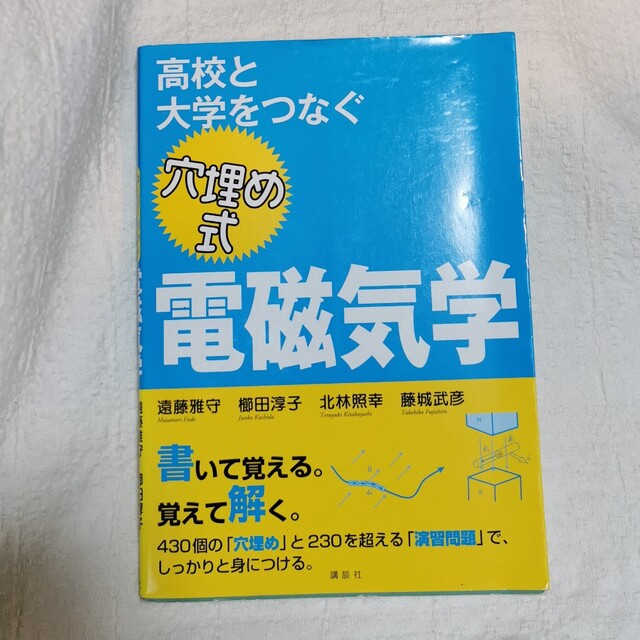 高校と
大学をつなぐ
穴埋め
式
電磁気学
遠藤雅守 櫛田淳子 北林照幸 藤城武彦
Masamori Endo Junko Kushida Teruyuki Kitabayashi Takehiko Fujishiro
書いて覚える。
覚えて解く。
430個の「穴埋め」と230を超える「演習問題」で、
しっかりと身につける。
講談社